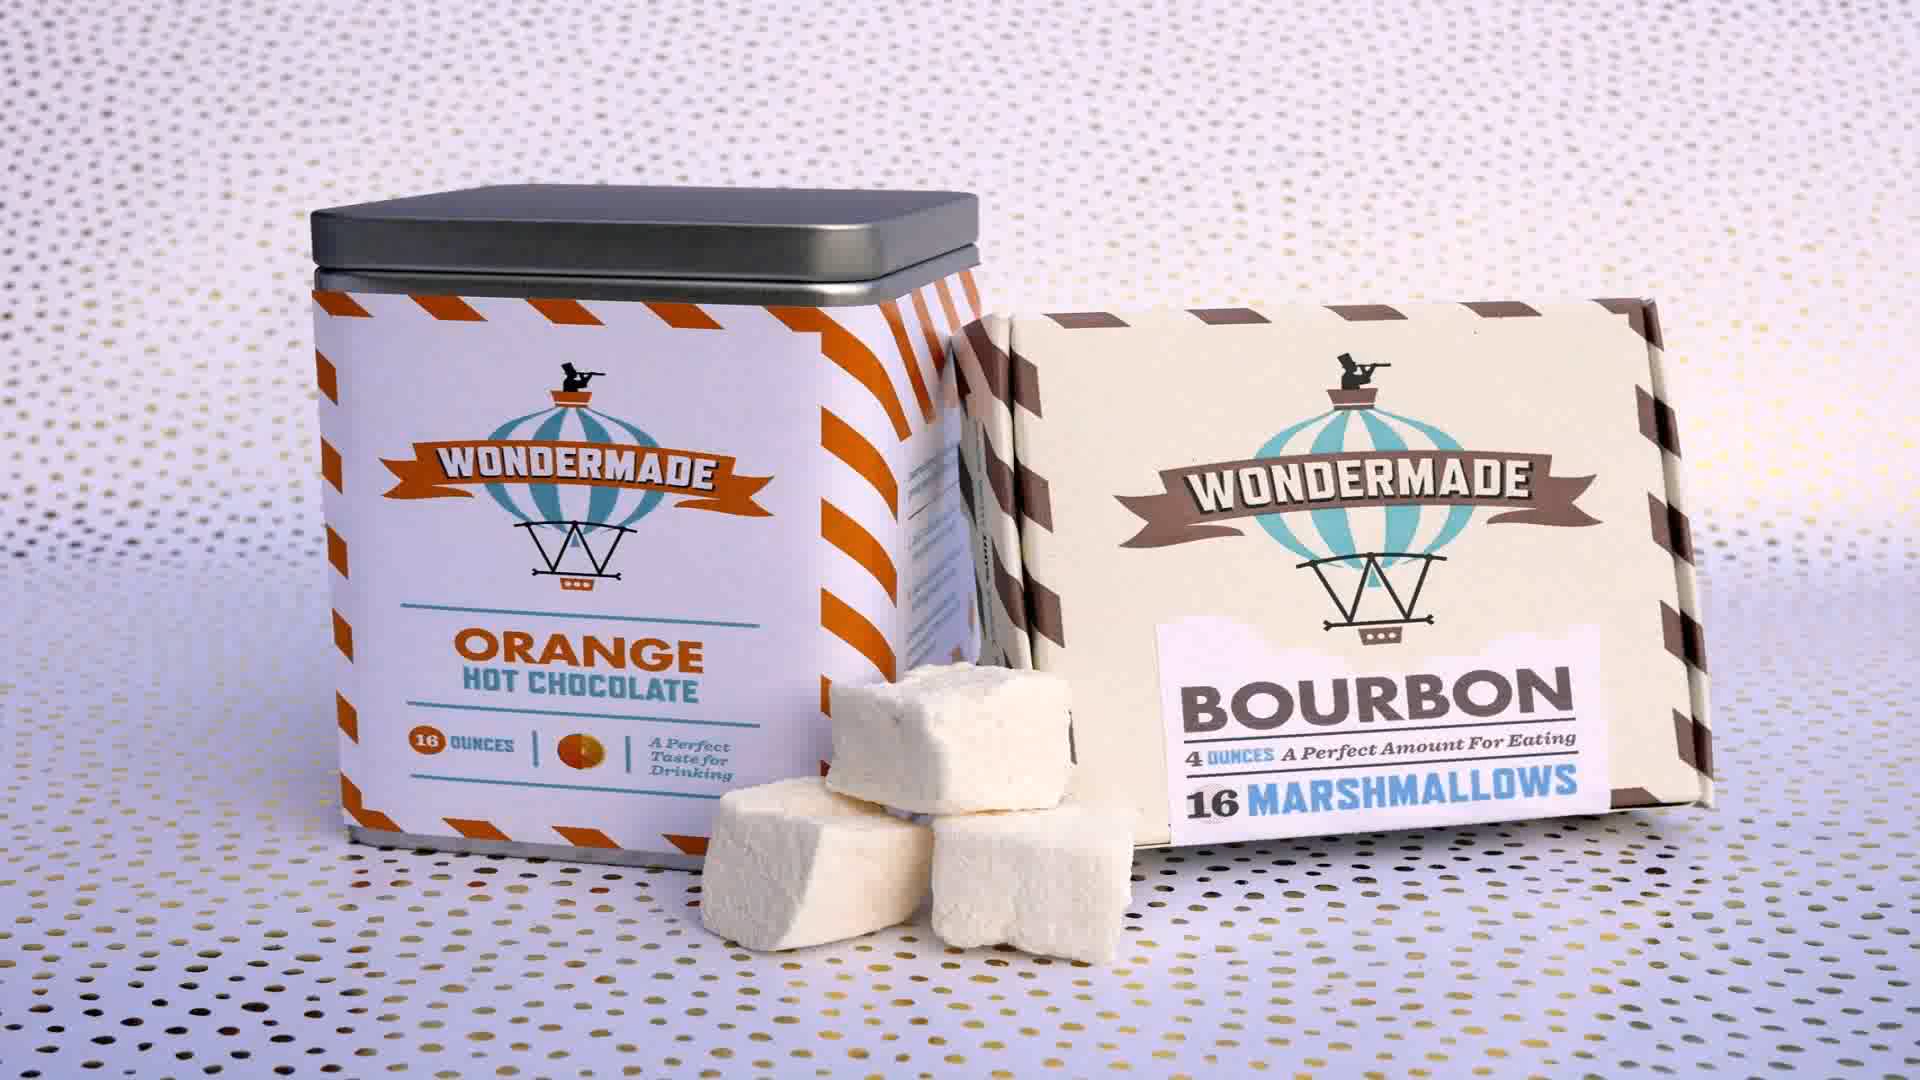 WONDERMADE
ORANGE
HOT CHOCOLATE
16 OUNCES
A Perfect
Taste for
Drinking
WONDERMADE
BOURBON
4 OUNCES A Perfect Amount For Eating
16 MARSHMALLOWS